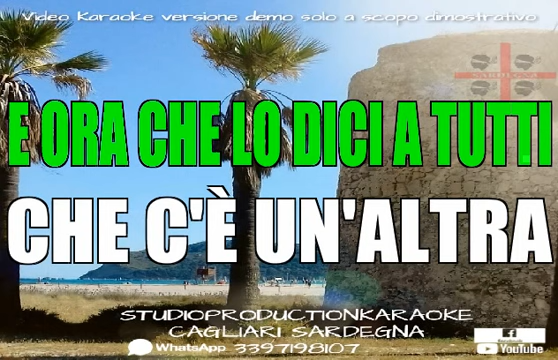 Video Karaoke versione demo solo a scopo dimostrativo
SARDEGNA
E ORA CHE LO DICI A TUTTI
CHE C'È UN'ALTRA
STUDIOPRODUCTIONKARAOKE
CAGLIARI SARDEGNA
WhatsApp 3397198107
YouTube